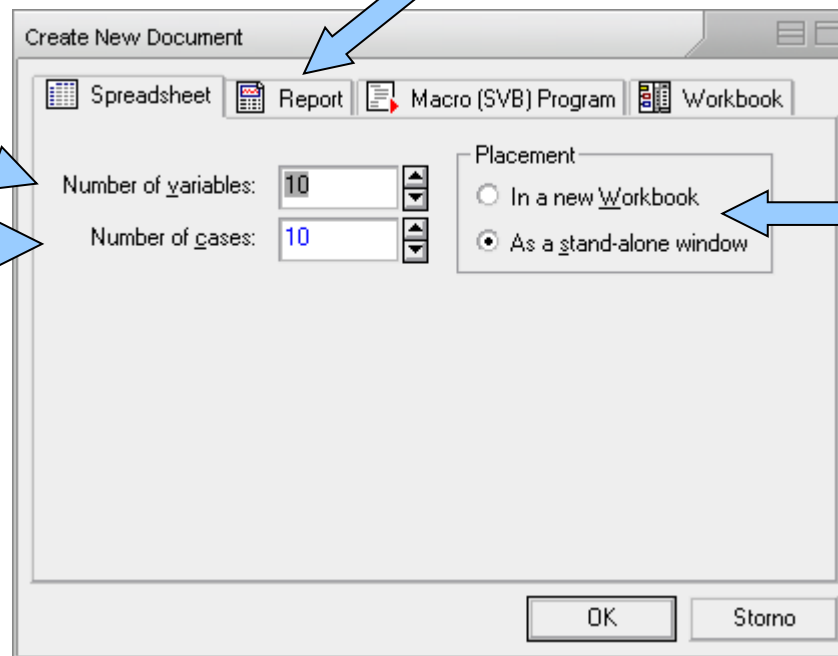 Create New Document
Spreadsheet Report Macro (SVB) Program Workbook
Placement
Number of variables: 10
In a new Workbook
Number of cases: 10
As a stand-alone window
OK Storno